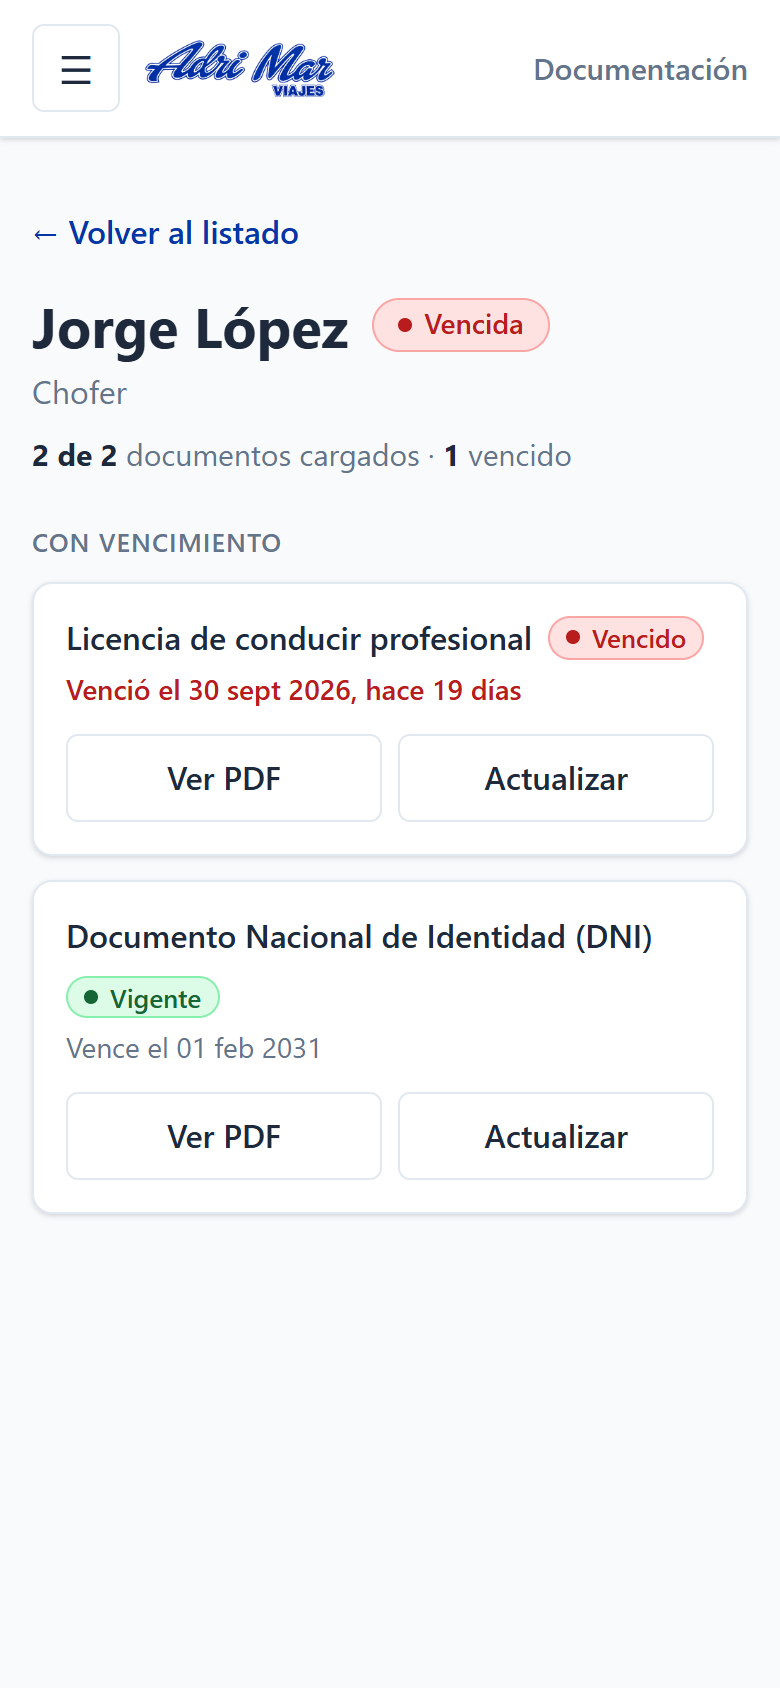 Adri Mar
VIAJES
Documentación
← Volver al listado
Jorge López
Vencida
Chofer
2 de 2 documentos cargados · 1 vencido
CON VENCIMIENTO
Licencia de conducir profesional
Vencido
Venció el 30 sept 2026, hace 19 días
Ver PDF
Actualizar
Documento Nacional de Identidad (DNI)
Vigente
Vence el 01 feb 2031
Ver PDF
Actualizar